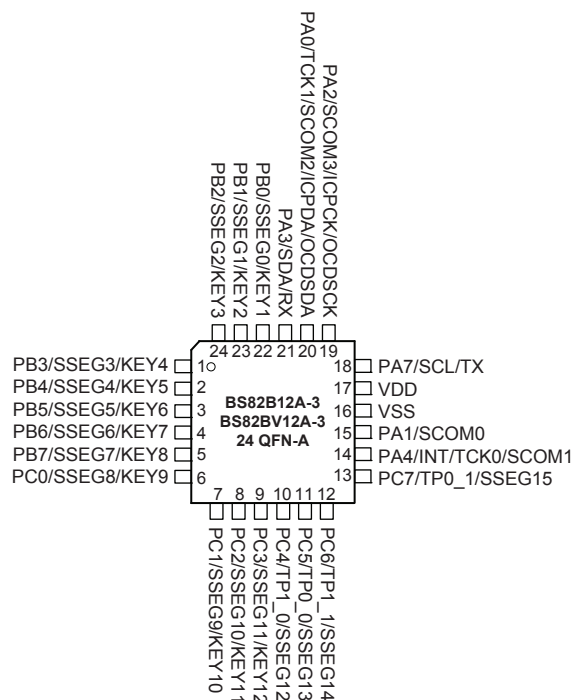 PB2/SSEG2/KEY3
PB1/SSEG1/KEY2
PB0/SSEG0/KEY1
PA3/SDA/RX
PA0/TCK1/SCOM2/ICPDA/OCDSDA
PA2/SCOM3/ICPCK/OCDSCK
24 23 22 21 20 19
PB3/SSEG3/KEY4 1
PB4/SSEG4/KEY5 2
PB5/SSEG5/KEY6 3
PB6/SSEG6/KEY7 4
PB7/SSEG7/KEY8 5
PC0/SSEG8/KEY9 6
BS82B12A-3
BS82BV12A-3
24 QFN-A
18 PA7/SCL/TX
17 VDD
16 VSS
15 PA1/SCOM0
14 PA4/INT/TCK0/SCOM1
13 PC7/TP0_1/SSEG15
7 8 9 10 11 12
PC1/SSEG9/KEY10
PC2/SSEG10/KEY11
PC3/SSEG11/KEY12
PC4/TP1_0/SSEG12
PC5/TP0_0/SSEG13
PC6/TP1_1/SSEG14